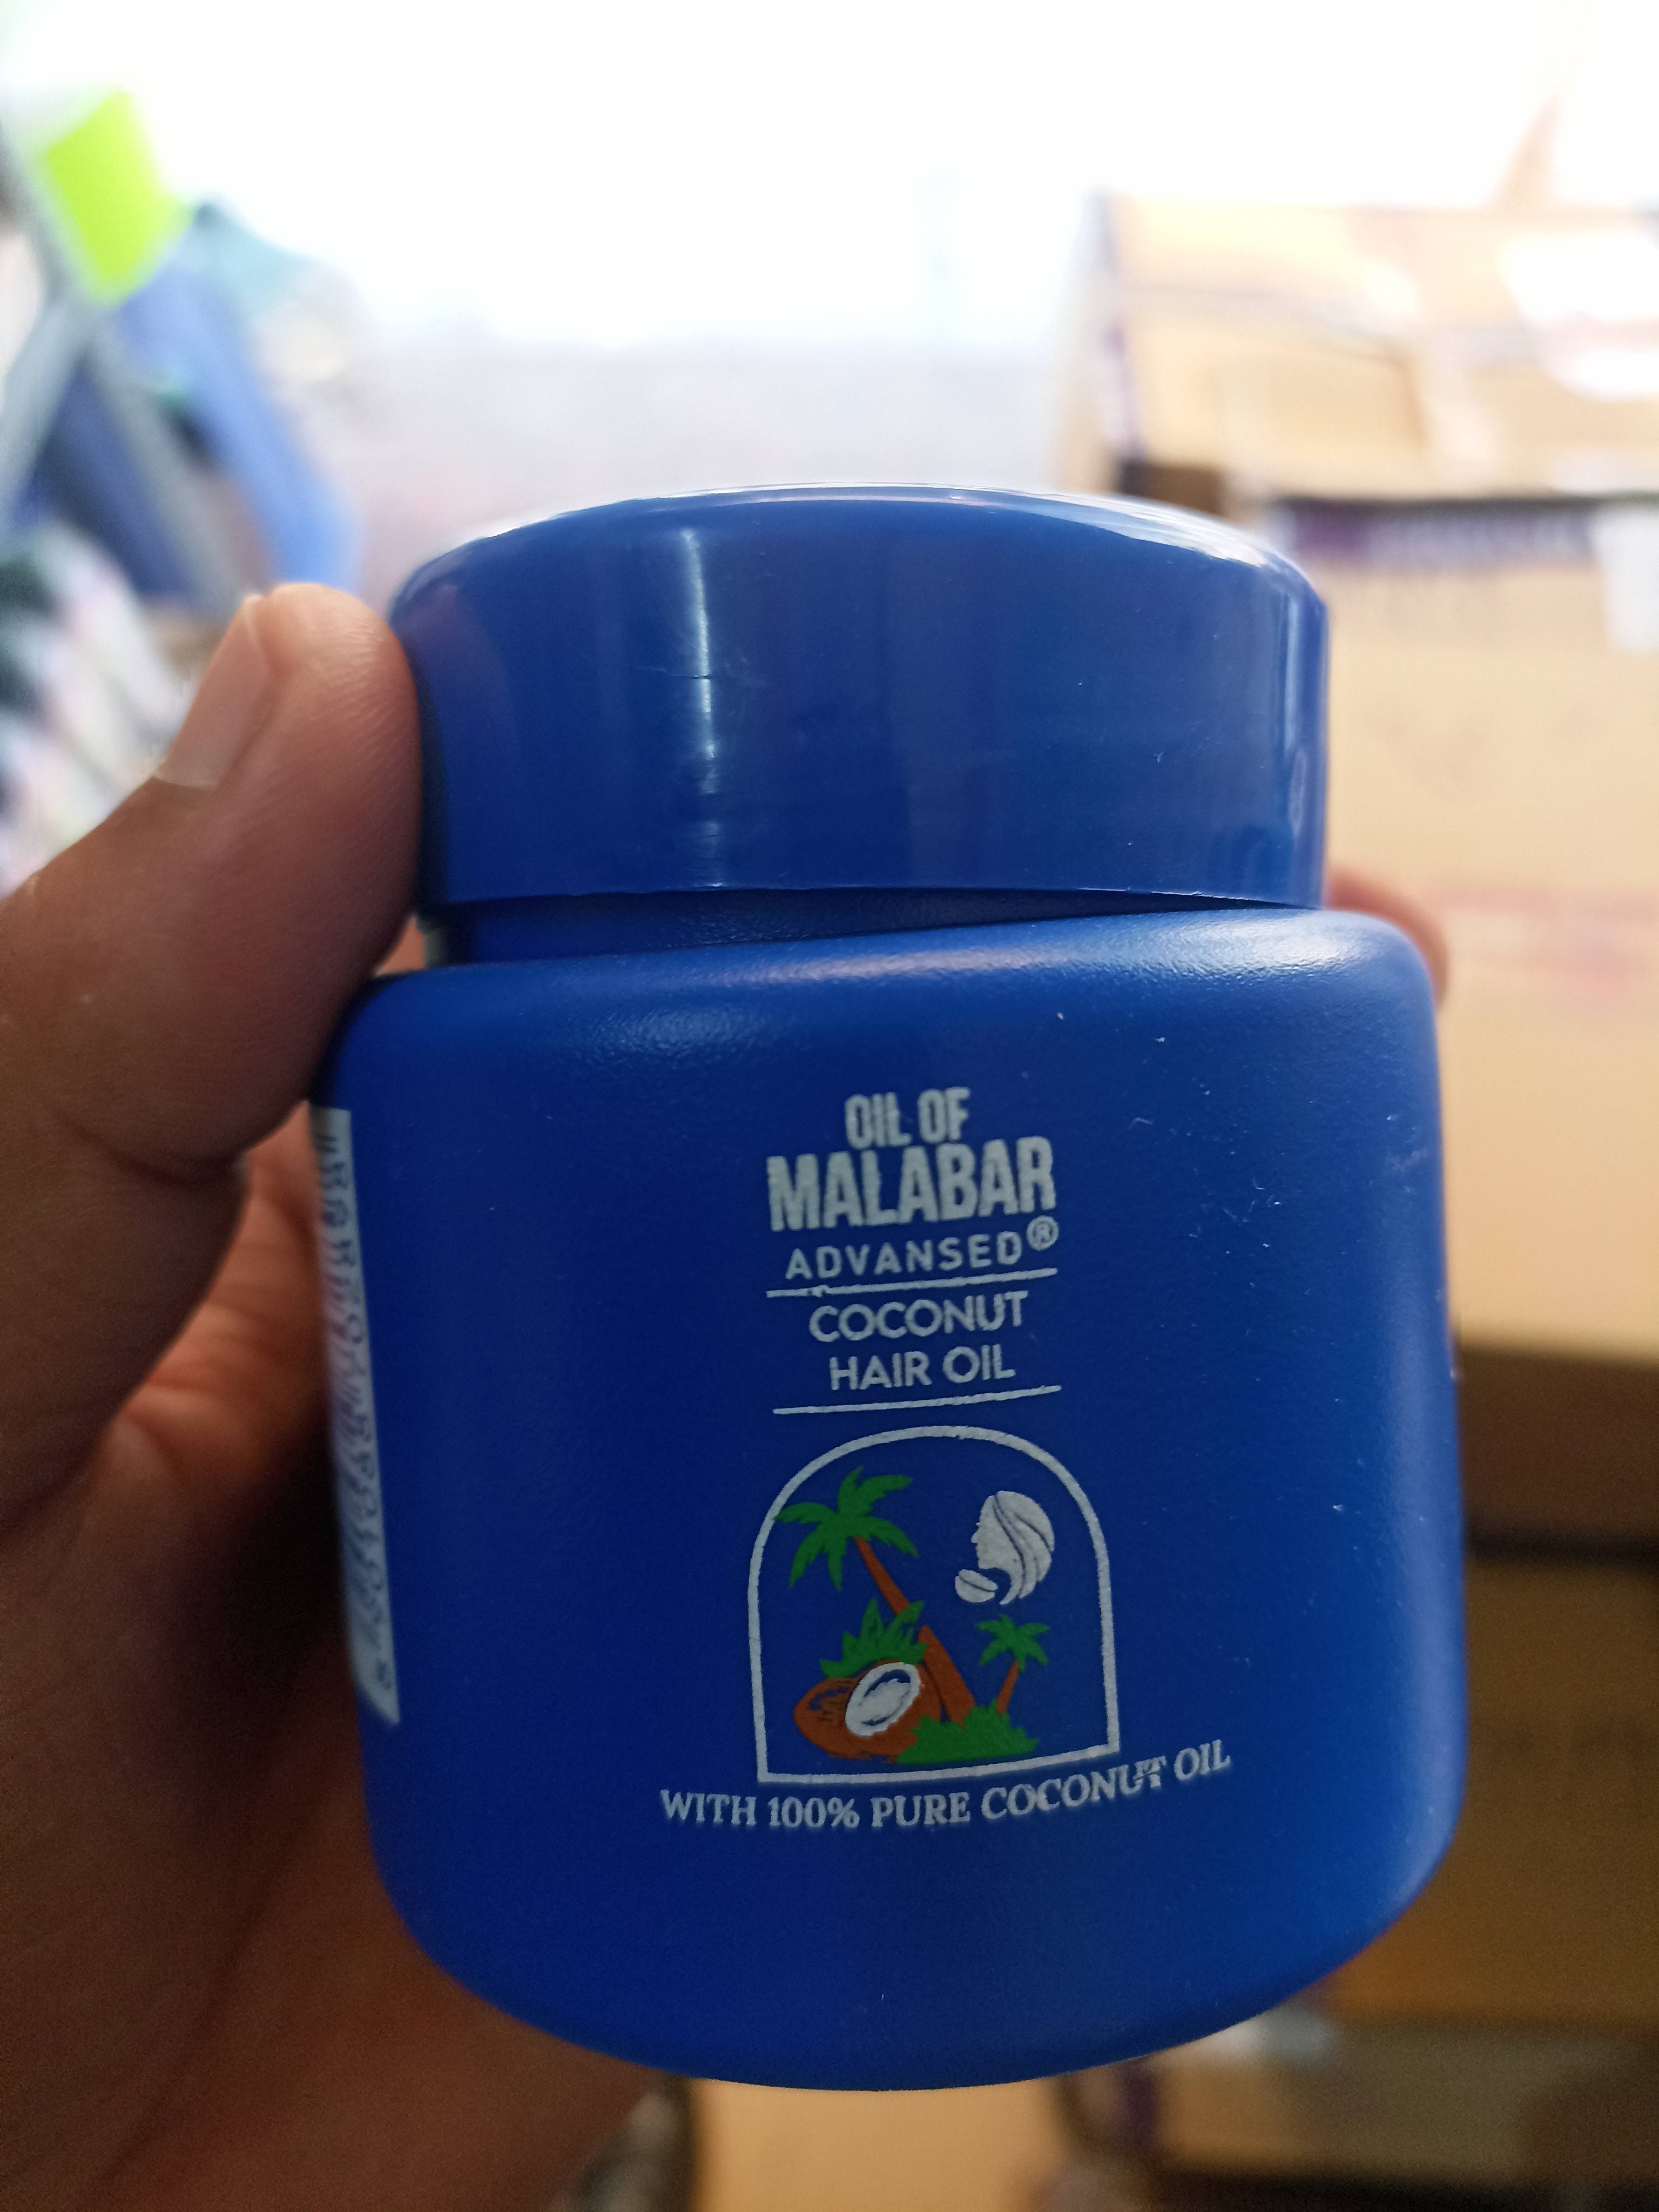 OIL OF
MALABAR
ADVANSED®
COCONUT
HAIR OIL
WITH 100% PURE COCONUT OIL